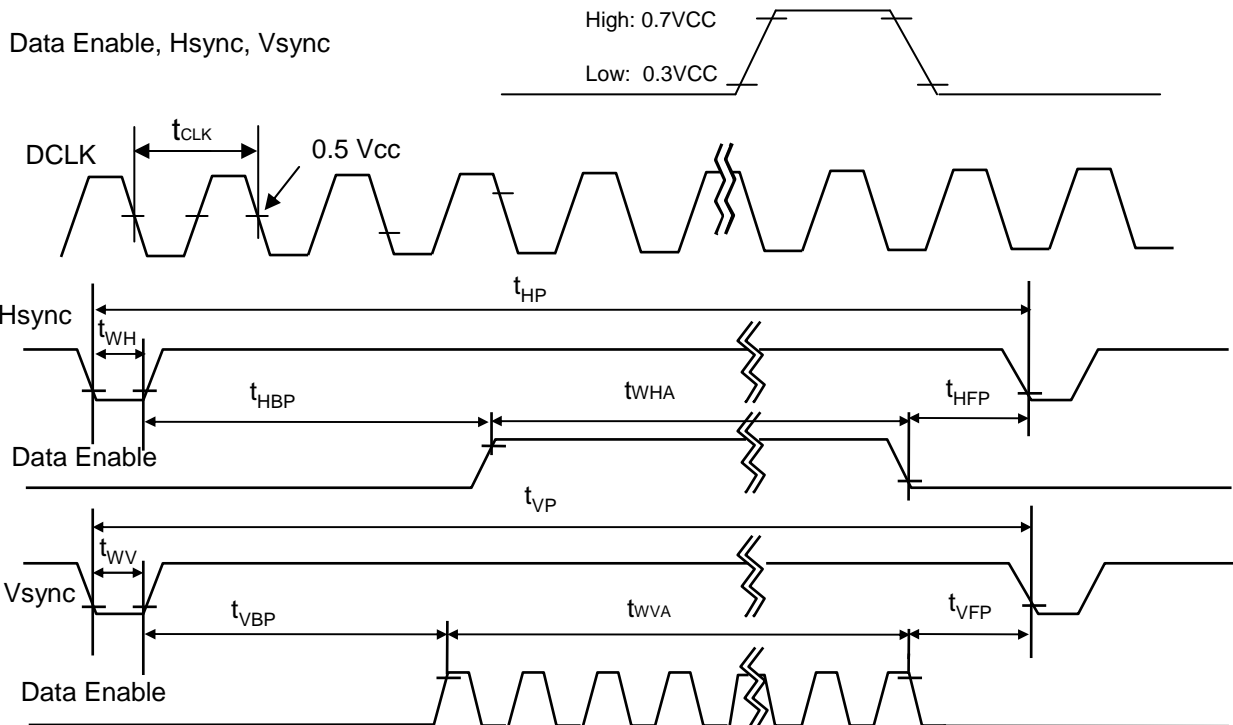 High: 0.7VCC
Data Enable, Hsync, Vsync
Low: 0.3VCC
tCLK
DCLK
0.5 Vcc
tHP
Hsync
tWH
tHBP
tWHA
tHFP
Data Enable
tVP
tWV
Vsync
tVBP
tWVA
tVFP
Data Enable